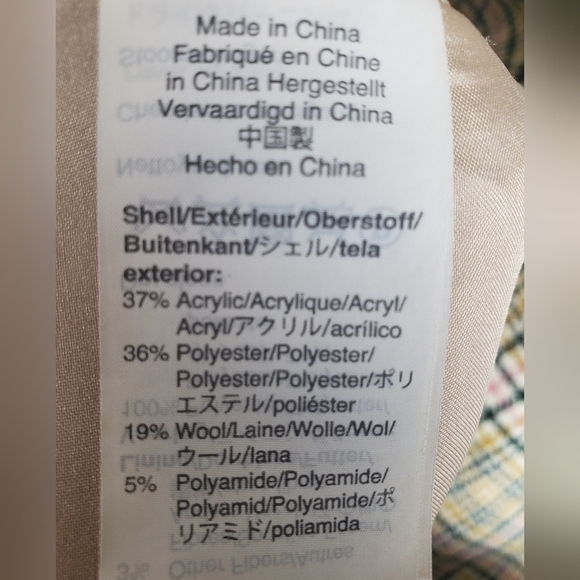 Made in China
Fabriqué en Chine
in China Hergestellt
Vervaardigd in China
中国製
Hecho en China
Shell/Extérieur/Oberstoff/
Buitenkant/シェル/tela
exterior:
37% Acrylic/Acrylique/Acryl/
Acryl/アクリル/acrílico
36% Polyester/Polyester/
Polyester/Polyester/ポリ
エステル/poliéster
19% Wool/Laine/Wolle/Wol/
ウール/lana
5% Polyamide/Polyamide/
Polyamid/Polyamide/ポ
リアミド/poliamida